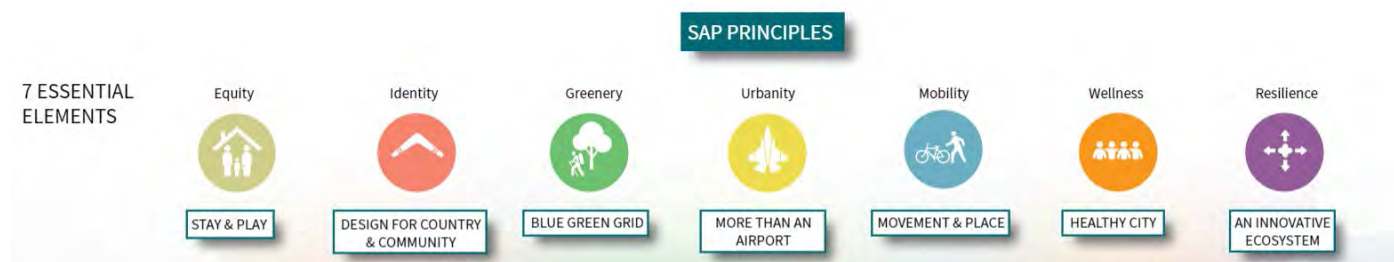 SAP PRINCIPLES
7 ESSENTIAL
ELEMENTS
Equity
Identity
Greenery
Urbanity
Mobility
Wellness
Resilience
STAY & PLAY
DESIGN FOR COUNTRY
& COMMUNITY
BLUE GREEN GRID
MORE THAN AN
AIRPORT
MOVEMENT & PLACE
HEALTHY CITY
AN INNOVATIVE
ECOSYSTEM